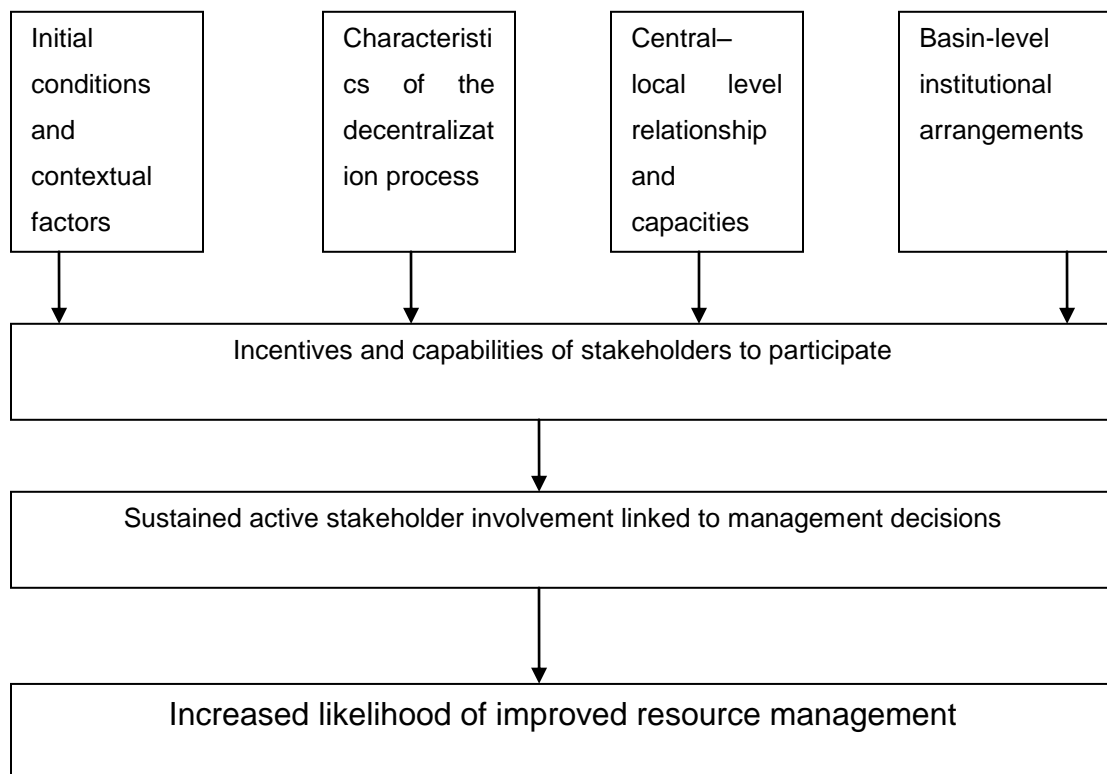 Initial
conditions
and
contextual
factors
Characteristi
cs of the
decentralizat
ion process
Central–
local level
relationship
and
capacities
Basin-level
institutional
arrangements
Incentives and capabilities of stakeholders to participate
Sustained active stakeholder involvement linked to management decisions
Increased likelihood of improved resource management